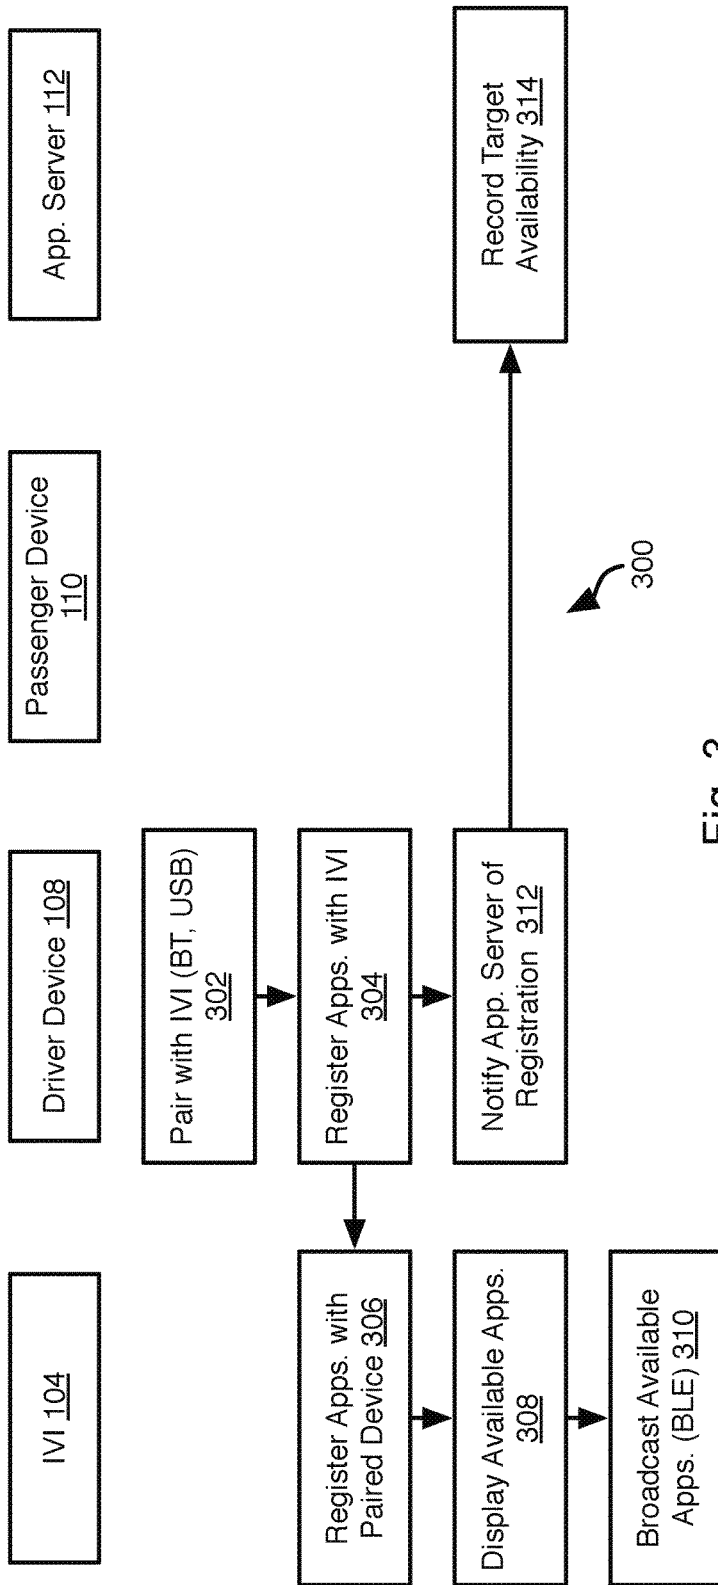 IVI 104
Driver Device 108
Passenger Device
110
App. Server 112
Pair with IVI (BT, USB)
302
Register Apps. with
Paired Device 306
Register Apps. with IVI
304
Display Available Apps.
308
Notify App. Server of
Registration 312
Record Target
Availability 314
Broadcast Available
Apps. (BLE) 310
300